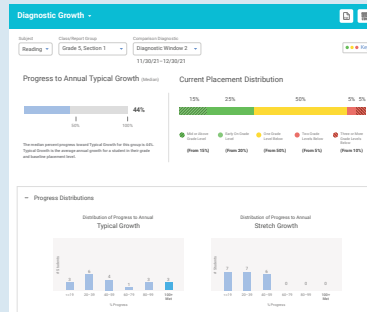 Diagnostic Growth
Subject
Class/Report Group
Comparison Diagnostic
Reading
Grade 5, Section 1
Diagnostic Window 2
11/30/21–12/30/21
Progress to Annual Typical Growth (Median)
44%
50%
100%
The median percent progress toward Typical Growth for this group is 44%.
Typical Growth is the average annual growth for a student in their grade
and baseline placement level.
Current Placement Distribution
15% 25% 50% 5% 5%
Mid or Above Grade Level
Early On Grade Level
One Grade Level Below
Two Grade Levels Below
Three or More Grade Levels Below
(From 15%) (From 20%) (From 50%) (From 5%) (From 10%)
Progress Distributions
Distribution of Progress to Annual
Typical Growth
# Students
% Progress
Distribution of Progress to Annual
Stretch Growth
# Students
% Progress